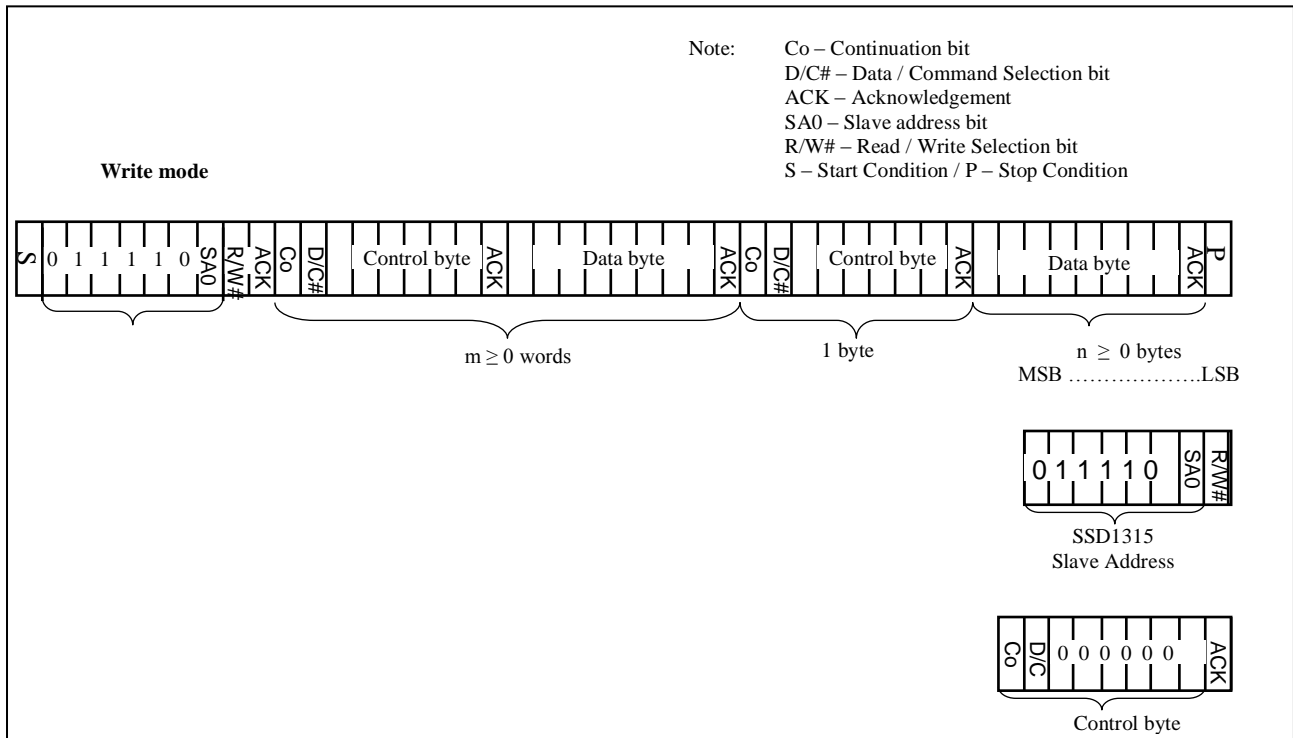 Note: Co – Continuation bit
D/C# – Data / Command Selection bit
ACK – Acknowledgement
SA0 – Slave address bit
R/W# – Read / Write Selection bit
S – Start Condition / P – Stop Condition
Write mode
S 0 1 1 1 1 0 SA0 R/W# ACK Co D/C# Control byte ACK Data byte ACK Co D/C# Control byte ACK Data byte ACK P
m ≥ 0 words 1 byte n ≥ 0 bytes
MSB ………………….LSB
0 1 1 1 1 0 SA0 R/W#
SSD1315
Slave Address
Co D/C 0 0 0 0 0 0 ACK
Control byte